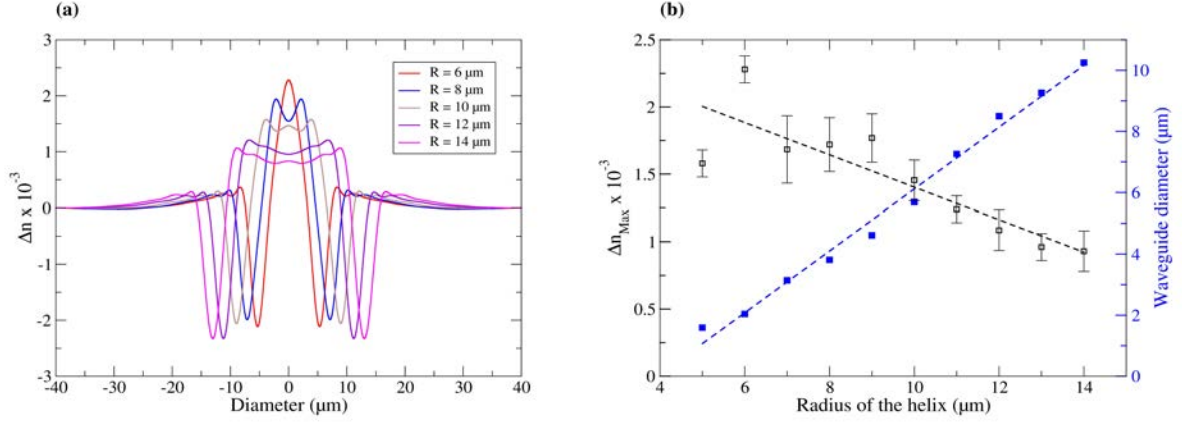 (a)
3
2
1
0
-1
-2
-3
-40
-30
-20
-10
0
10
20
30
40
Δn x 10⁻³
Diameter (µm)
R = 6 µm
R = 8 µm
R = 10 µm
R = 12 µm
R = 14 µm
(b)
2.5
2
1.5
1
0.5
0
4
6
8
10
12
14
10
8
6
4
2
0
Δn_Max x 10⁻³
Radius of the helix (µm)
Waveguide diameter (µm)